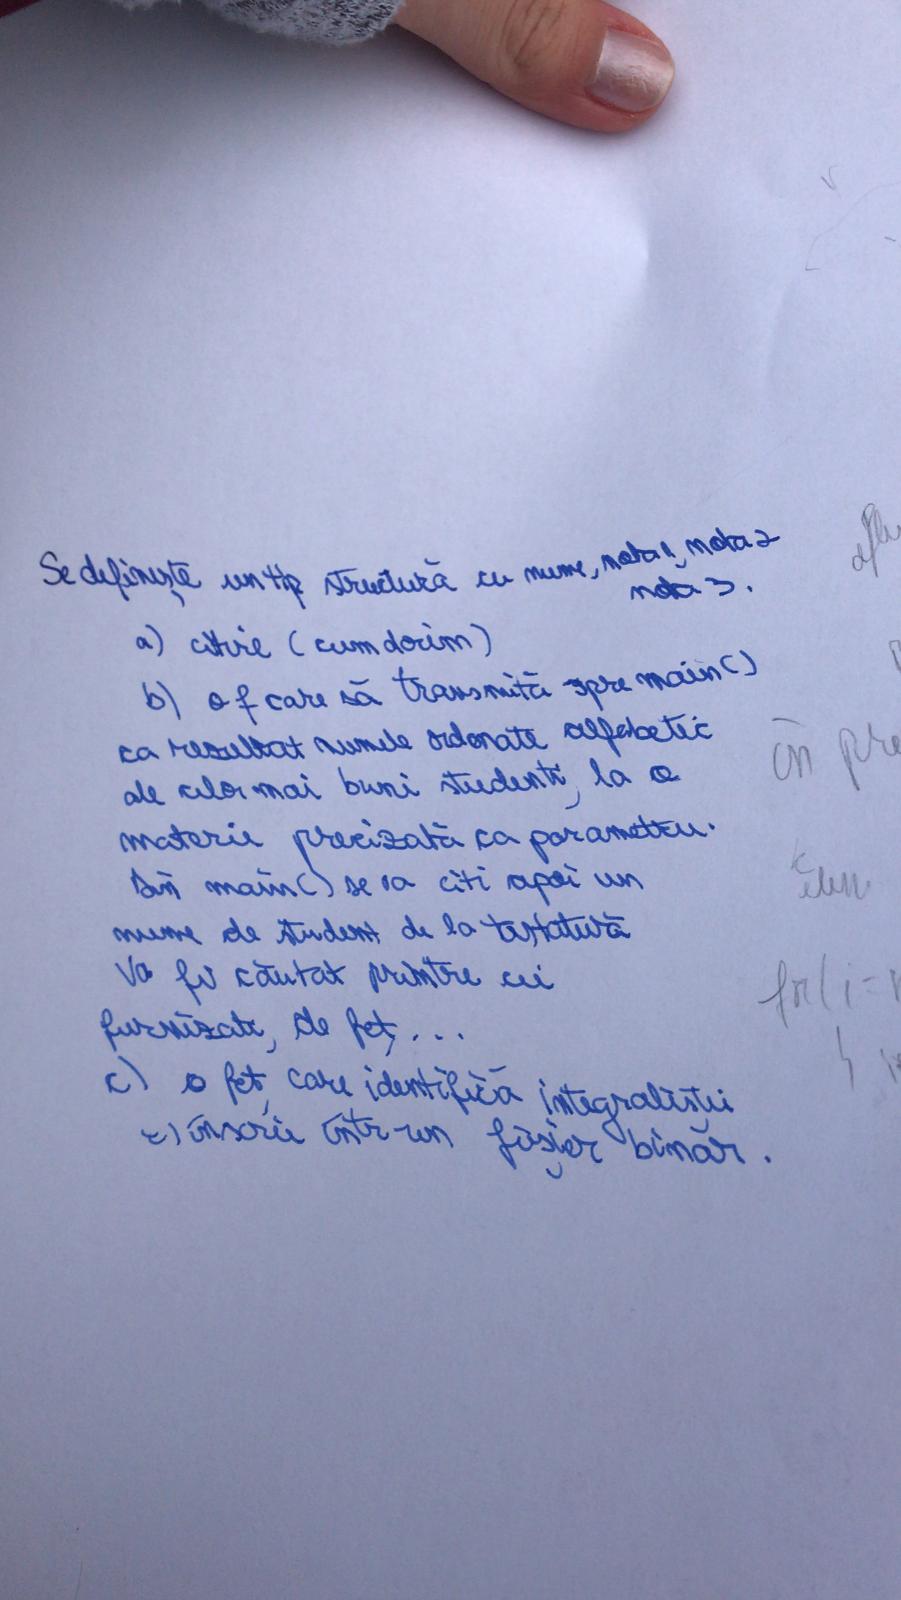 Se definește un tip structură cu nume, nota1, nota2
nota3.
a) citire (cum dorim)
b) o f care să transmită spre main()
ca rezultat numele ordonate alfabetic
ale celor mai buni studenți, la o
materie precizată ca parametru.
Din main() se va citi apoi un
nume de student de la tastatură
Va fi căutat printre cei
furnizați de fct, ...
c) o fct, care identifică integraliștii
îi înscrie într-un fișier binar.
în pre
for(i=